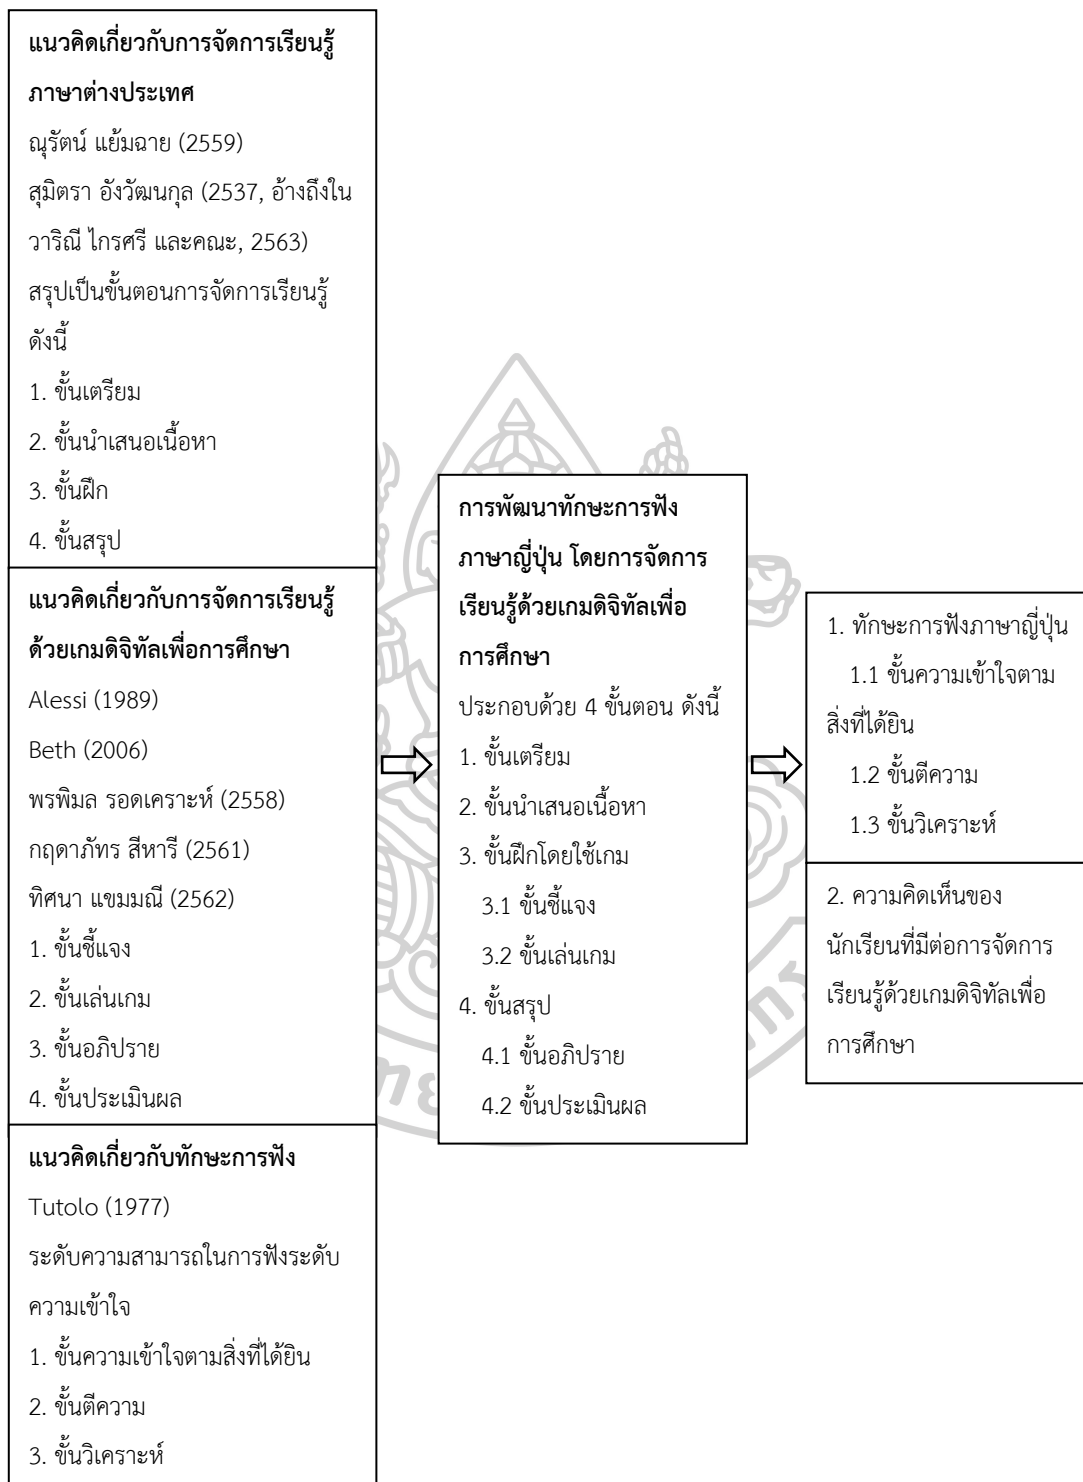 แนวคิดเกี่ยวกับการจัดการเรียนรู้
ภาษาต่างประเทศ
ณุรัตน์ แย้มฉาย (2559)
สุมิตรา อังวัฒนกุล (2537, อ้างถึงใน
วาริณี ไกรศรี และคณะ, 2563)
สรุปเป็นขั้นตอนการจัดการเรียนรู้
ดังนี้
1. ขั้นเตรียม
2. ขั้นนำเสนอเนื้อหา
3. ขั้นฝึก
4. ขั้นสรุป
แนวคิดเกี่ยวกับการจัดการเรียนรู้
ด้วยเกมดิจิทัลเพื่อการศึกษา
Alessi (1989)
Beth (2006)
พรพิมล รอดเคราะห์ (2558)
กฤดาภัทร สีหารี (2561)
ทิศนา แขมมณี (2562)
1. ขั้นชี้แจง
2. ขั้นเล่นเกม
3. ขั้นอภิปราย
4. ขั้นประเมินผล
แนวคิดเกี่ยวกับทักษะการฟัง
Tutolo (1977)
ระดับความสามารถในการฟังระดับ
ความเข้าใจ
1. ขั้นความเข้าใจตามสิ่งที่ได้ยิน
2. ขั้นตีความ
3. ขั้นวิเคราะห์
การพัฒนาทักษะการฟัง
ภาษาญี่ปุ่น โดยการจัดการ
เรียนรู้ด้วยเกมดิจิทัลเพื่อ
การศึกษา
ประกอบด้วย 4 ขั้นตอน ดังนี้
1. ขั้นเตรียม
2. ขั้นนำเสนอเนื้อหา
3. ขั้นฝึกโดยใช้เกม
3.1 ขั้นชี้แจง
3.2 ขั้นเล่นเกม
4. ขั้นสรุป
4.1 ขั้นอภิปราย
4.2 ขั้นประเมินผล
1. ทักษะการฟังภาษาญี่ปุ่น
1.1 ขั้นความเข้าใจตาม
สิ่งที่ได้ยิน
1.2 ขั้นตีความ
1.3 ขั้นวิเคราะห์
2. ความคิดเห็นของ
นักเรียนที่มีต่อการจัดการ
เรียนรู้ด้วยเกมดิจิทัลเพื่อ
การศึกษา